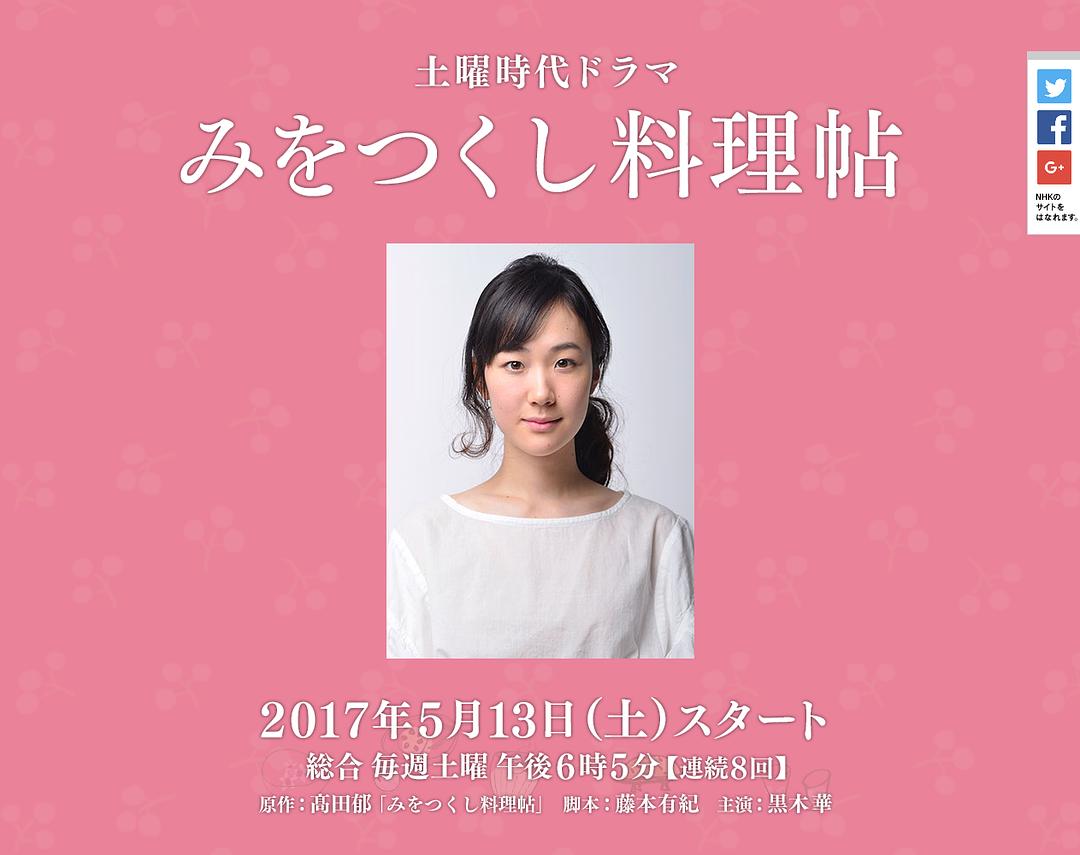 土曜時代ドラマ
みをつくし料理帖
NHKの
サイトを
はなれます。
2017年5月13日(土)スタート
総合 毎週土曜 午後6時5分【連続8回】
原作:髙田郁「みをつくし料理帖」 脚本:藤本有紀 主演:黒木華